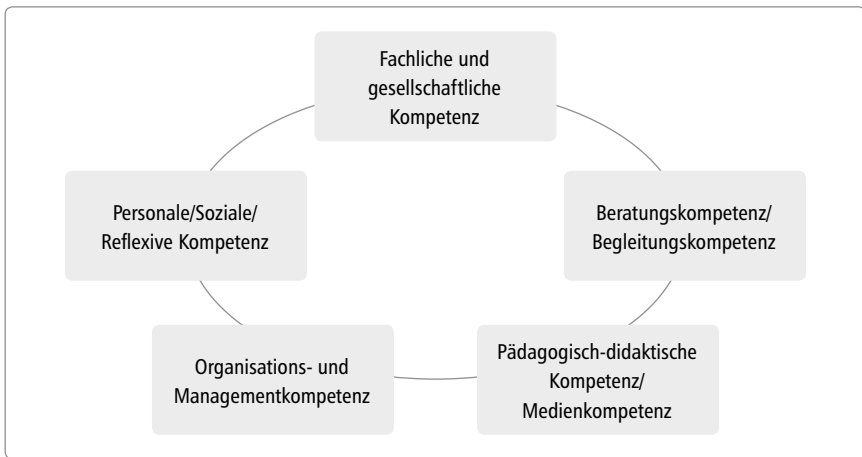 Fachliche und
gesellschaftliche
Kompetenz
Personale/Soziale/
Reflexive Kompetenz
Beratungskompetenz/
Begleitungskompetenz
Organisations- und
Managementkompetenz
Pädagogisch-didaktische
Kompetenz/
Medienkompetenz